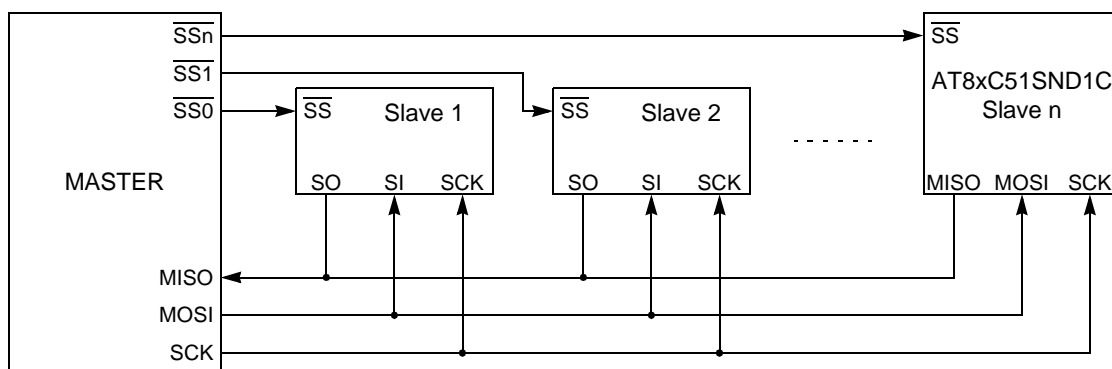 SSn
SS
SS1
AT8xC51SND1C
SS0
SS
Slave 1
SS
Slave 2
Slave n
MASTER
SO SI SCK
SO SI SCK
MISO MOSI SCK
MISO
MOSI
SCK